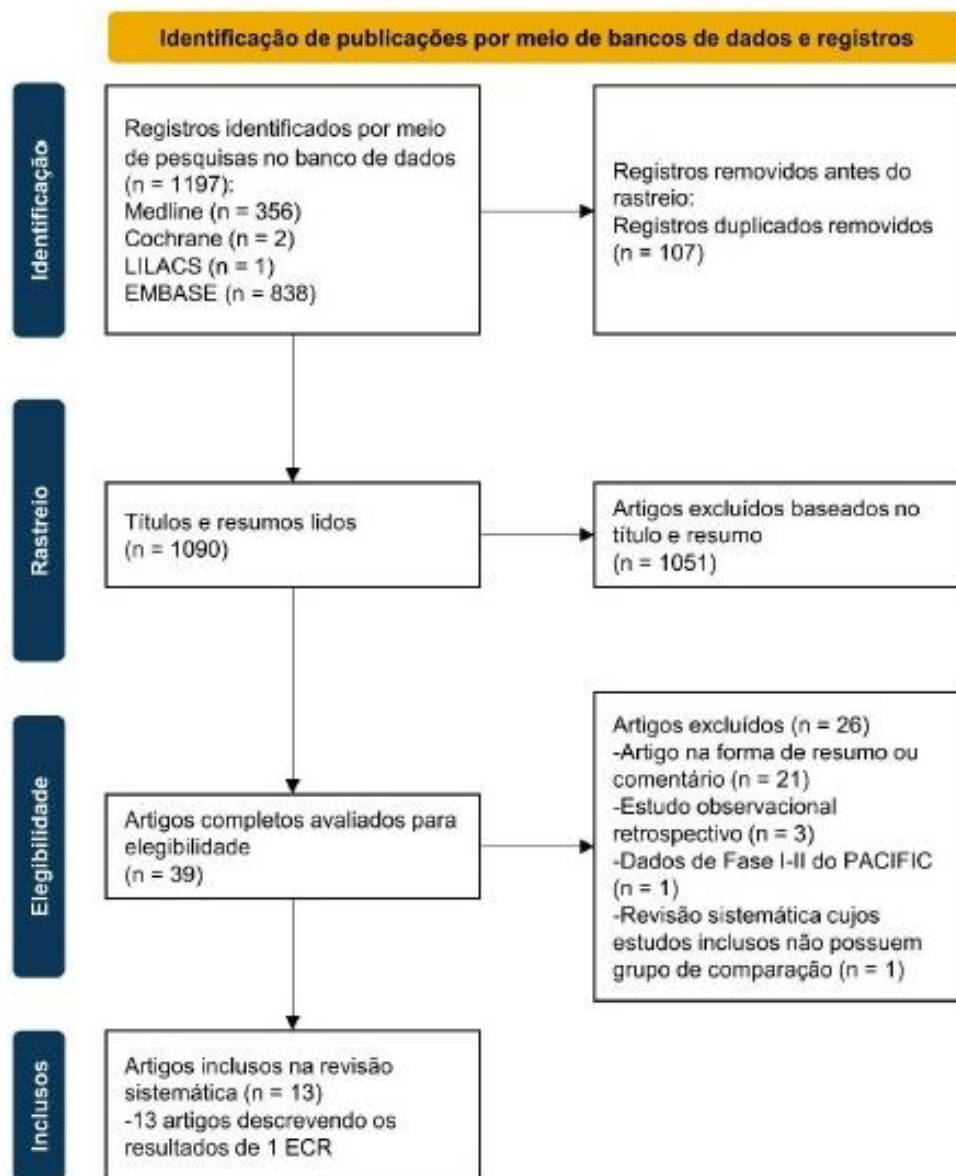 Identificação de publicações por meio de bancos de dados e registros
Identificação
Registros identificados por meio
de pesquisas no banco de dados
(n = 1197):
Medline (n = 356)
Cochrane (n = 2)
LILACS (n = 1)
EMBASE (n = 838)
Registros removidos antes do
rastreio:
Registros duplicados removidos
(n = 107)
Rastreio
Títulos e resumos lidos
(n = 1090)
Artigos excluídos baseados no
título e resumo
(n = 1051)
Elegibilidade
Artigos completos avaliados para
elegibilidade
(n = 39)
Artigos excluídos (n = 26)
-Artigo na forma de resumo ou
comentário (n = 21)
-Estudo observacional
retrospectivo (n = 3)
-Dados de Fase I-II do PACIFIC
(n = 1)
-Revisão sistemática cujos
estudos inclusos não possuem
grupo de comparação (n = 1)
Inclusos
Artigos inclusos na revisão
sistemática (n = 13)
-13 artigos descrevendo os
resultados de 1 ECR